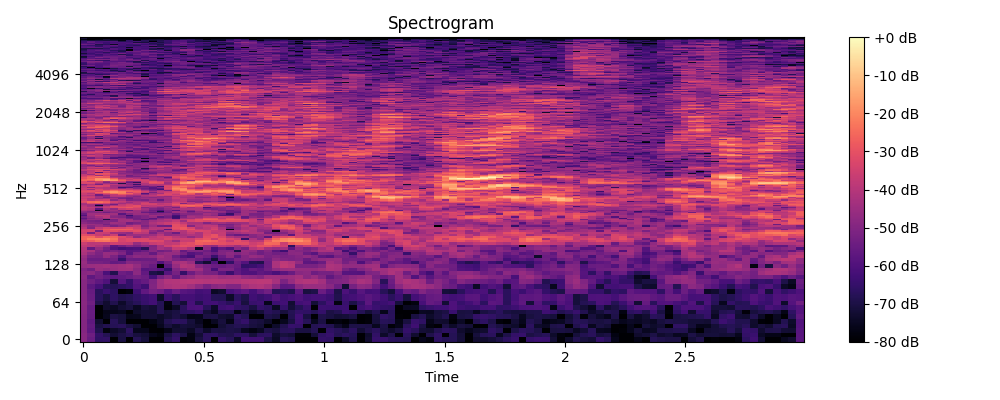 Spectrogram
Hz
4096
2048
1024
512
256
128
64
0
0
0.5
1
1.5
2
2.5
Time
+0 dB
-10 dB
-20 dB
-30 dB
-40 dB
-50 dB
-60 dB
-70 dB
-80 dB